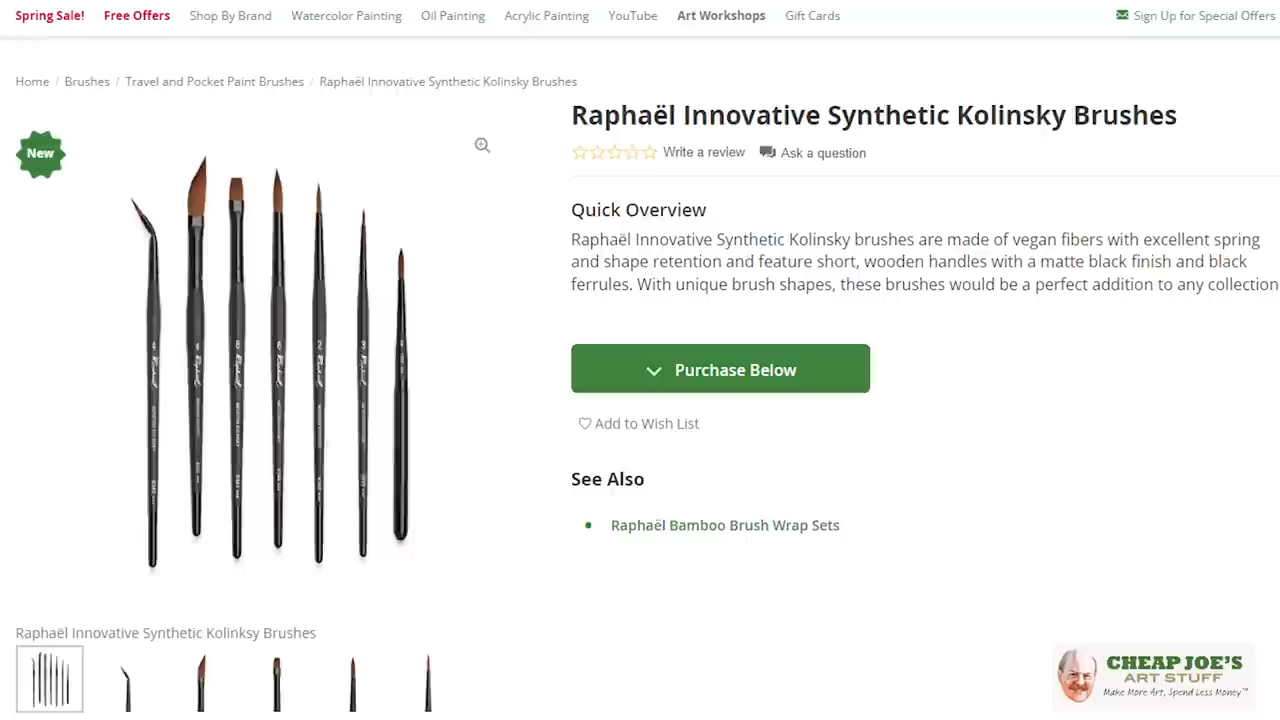 Spring Sale! Free Offers Shop By Brand Watercolor Painting Oil Painting Acrylic Painting YouTube Art Workshops Gift Cards Sign Up for Special Offers
Home / Brushes / Travel and Pocket Paint Brushes / Raphaël Innovative Synthetic Kolinsky Brushes
Raphaël Innovative Synthetic Kolinsky Brushes
New
Write a review Ask a question
Quick Overview
Raphaël Innovative Synthetic Kolinsky brushes are made of vegan fibers with excellent spring
and shape retention and feature short, wooden handles with a matte black finish and black
ferrules. With unique brush shapes, these brushes would be a perfect addition to any collection
Purchase Below
Add to Wish List
See Also
Raphaël Bamboo Brush Wrap Sets
Raphaël Innovative Synthetic Kolinksy Brushes
CHEAP JOE'S
ART STUFF
Make More Art, Spend Less Money™